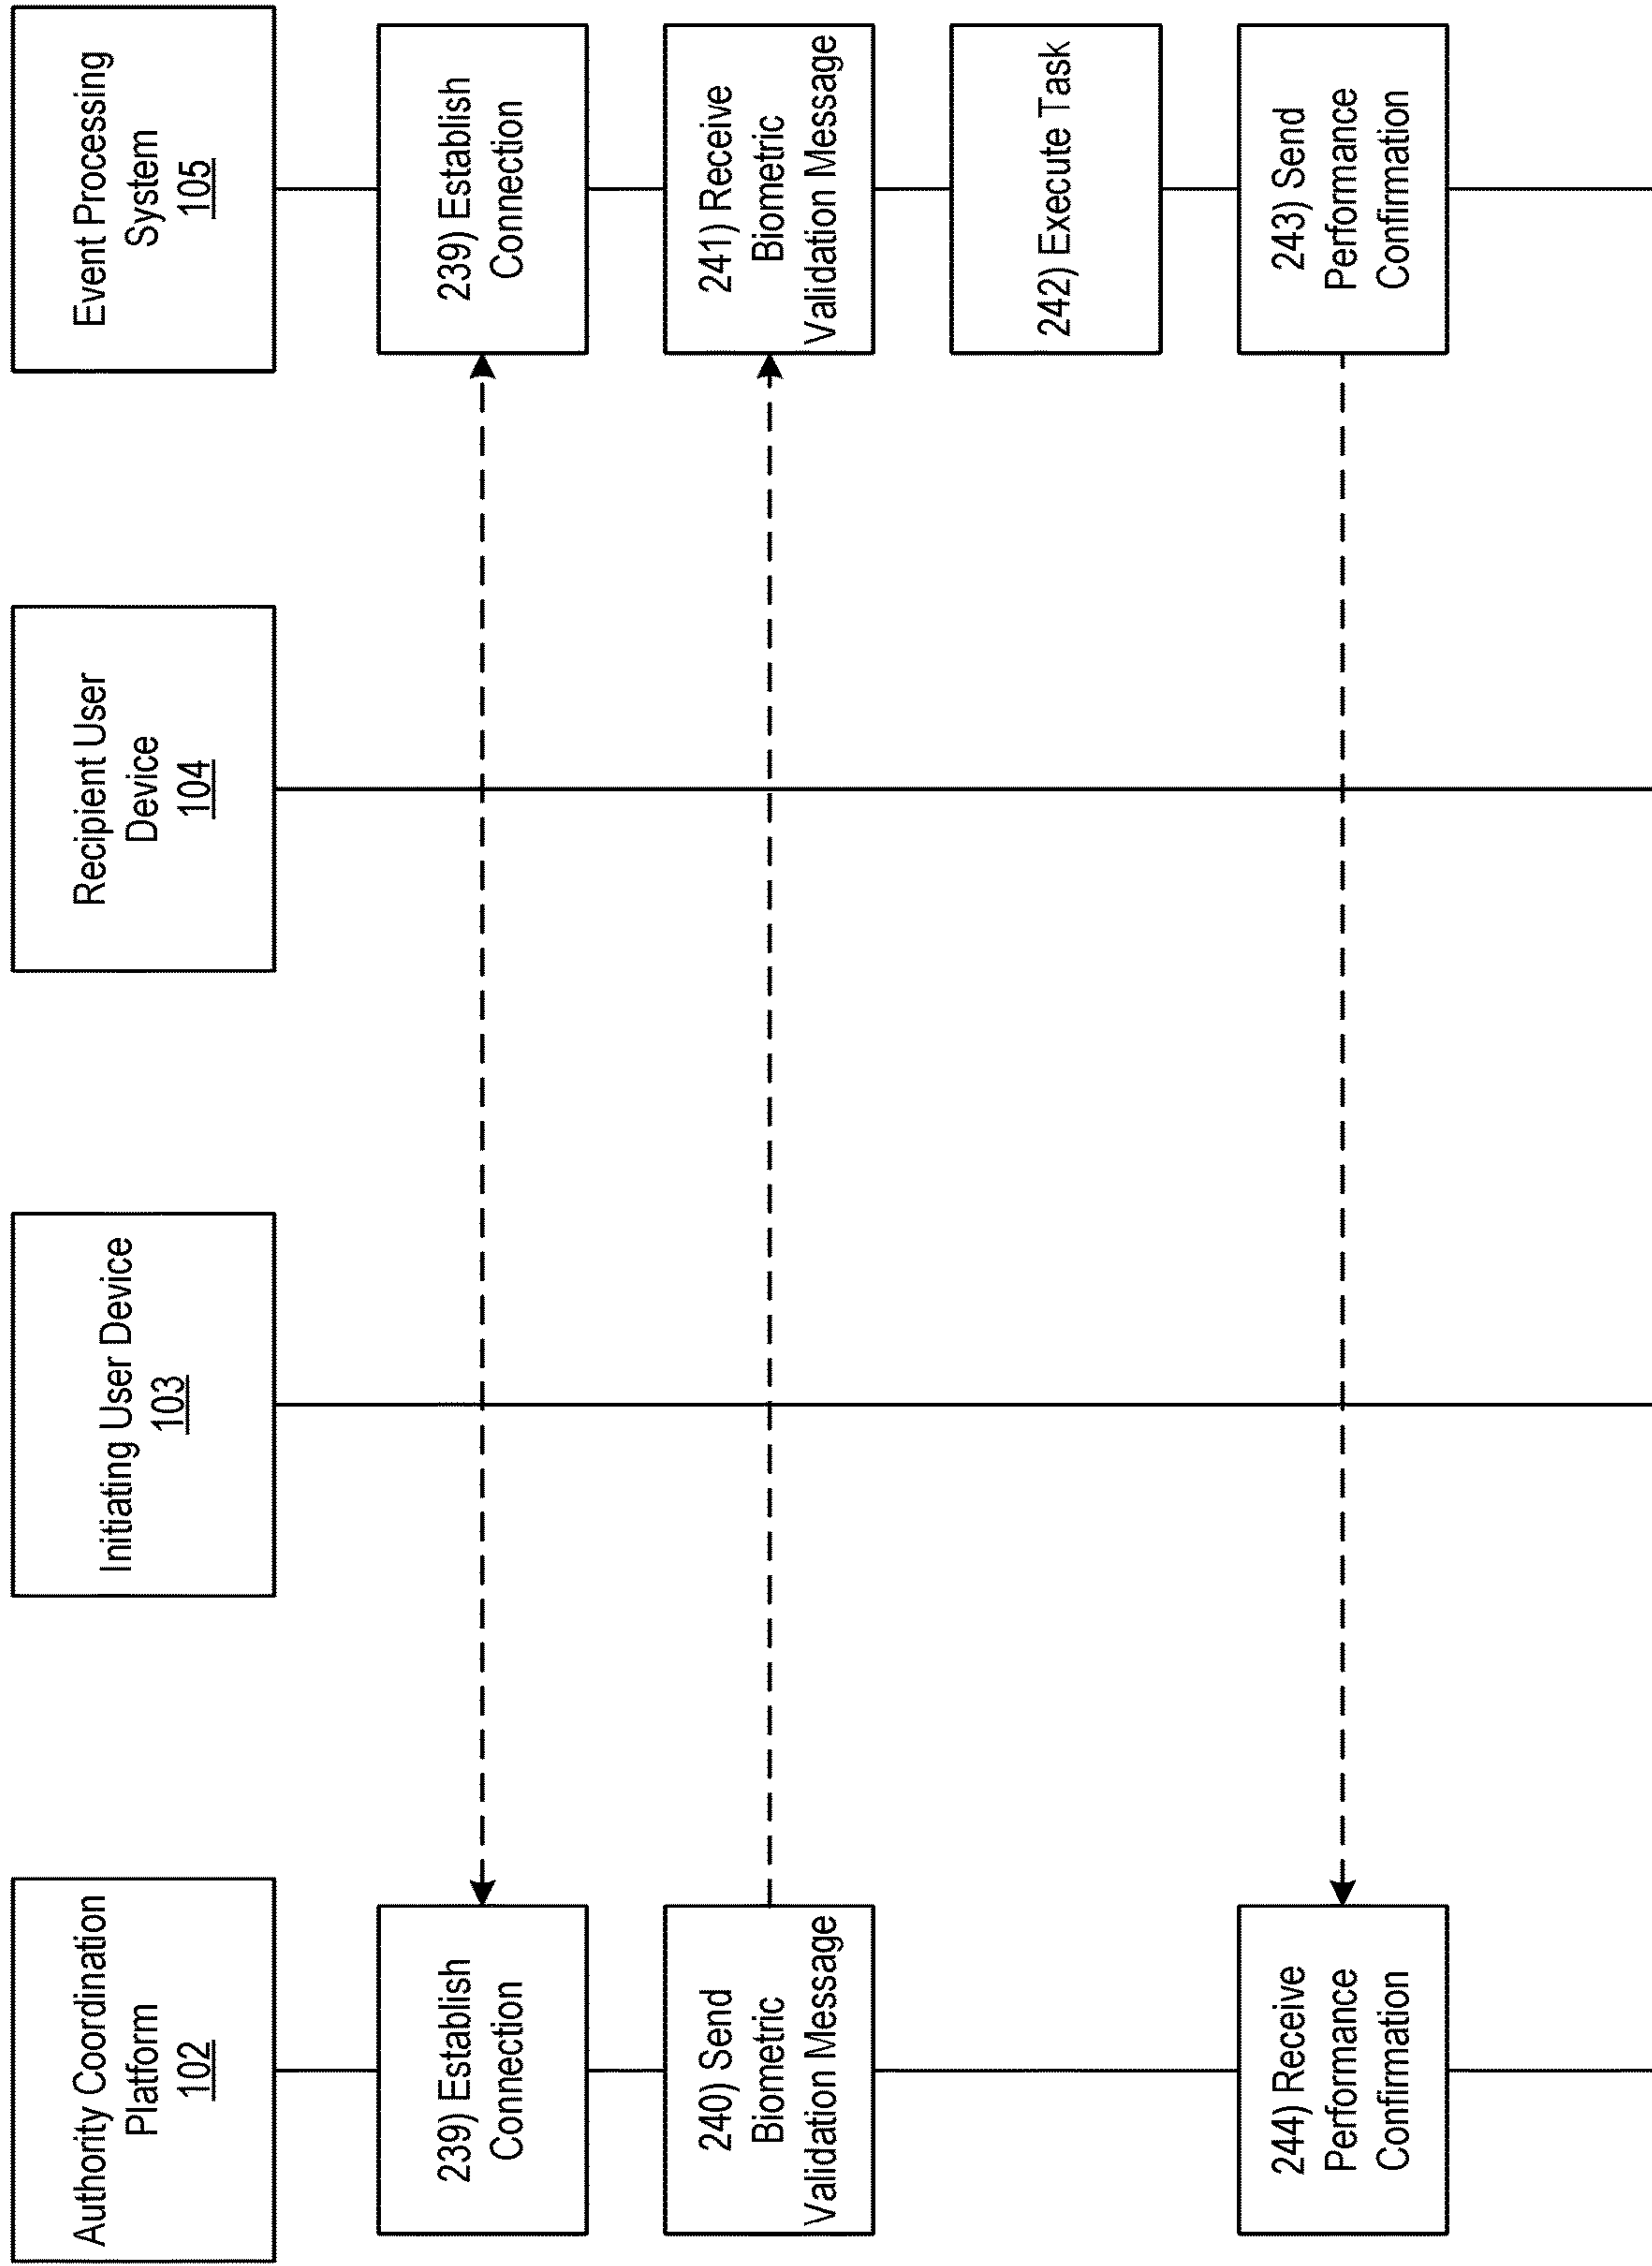 Authority Coordination
Platform
102
Initiating User Device
103
Recipient User
Device
104
Event Processing
System
105
239) Establish
Connection
239) Establish
Connection
240) Send
Biometric
Validation Message
241) Receive
Biometric
Validation Message
242) Execute Task
244) Receive
Performance
Confirmation
243) Send
Performance
Confirmation